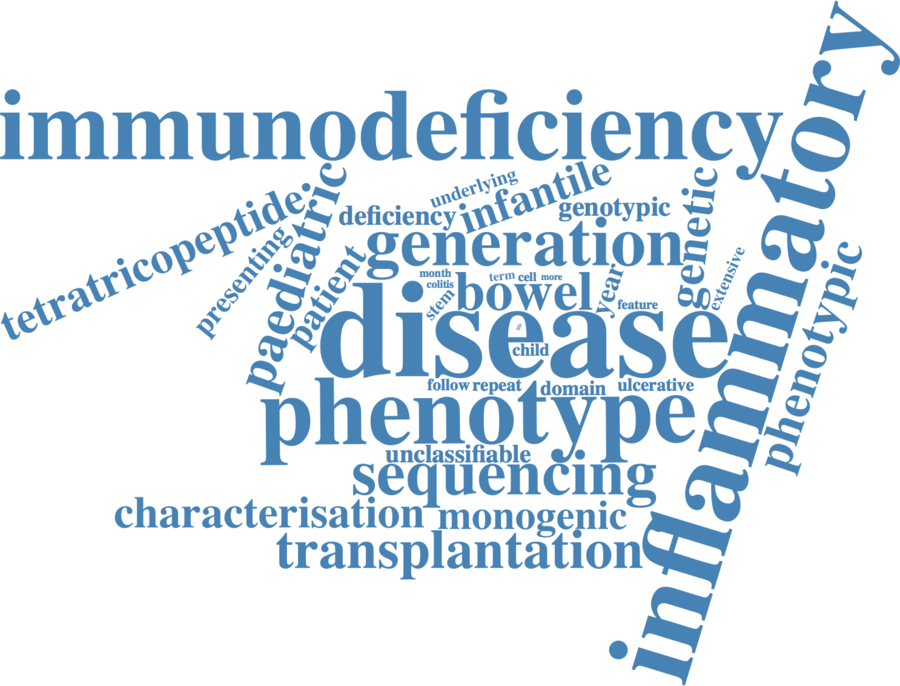 inflammatory
immunodeficiency
underlying
infantile
tetratricopeptide
paediatric
genetic
deficiency
genotypic
presenting
patient
generation
extensive
phenotypic
month
term
cell
more
colitis
bowel
year
stem
feature
disease
child
follow
repeat
domain
ulcerative
phenotype
unclassifiable
sequencing
characterisation
monogenic
transplantation